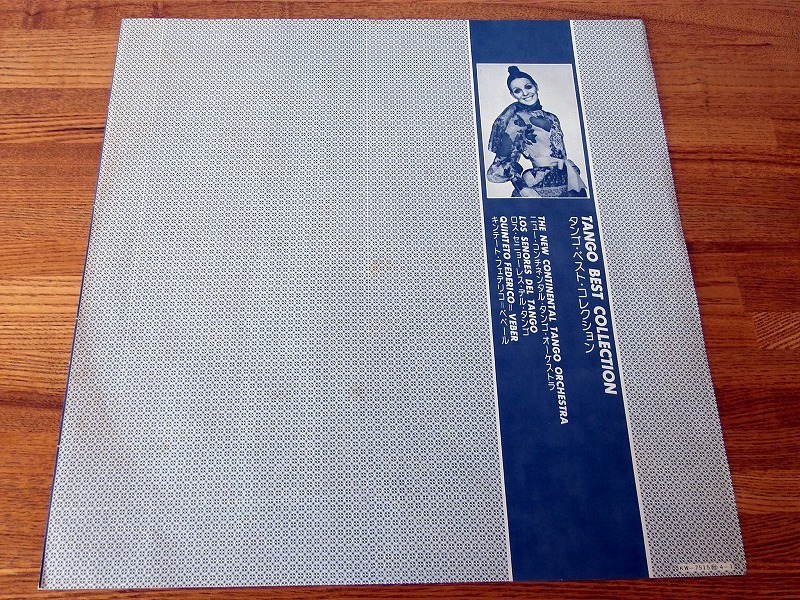 TANGO BEST COLLECTION
タンゴ・ベスト・コレクション
THE NEW CONTINENTAL TANGO ORCHESTRA
ニュー・コンチネンタル・タンゴ・オーケストラ
LOS SEÑORES DEL TANGO
ロス・セニョーレス・デル・タンゴ
QUINTETO FEDERICO=VEBER
キンテート・フェデリコ=ベベール